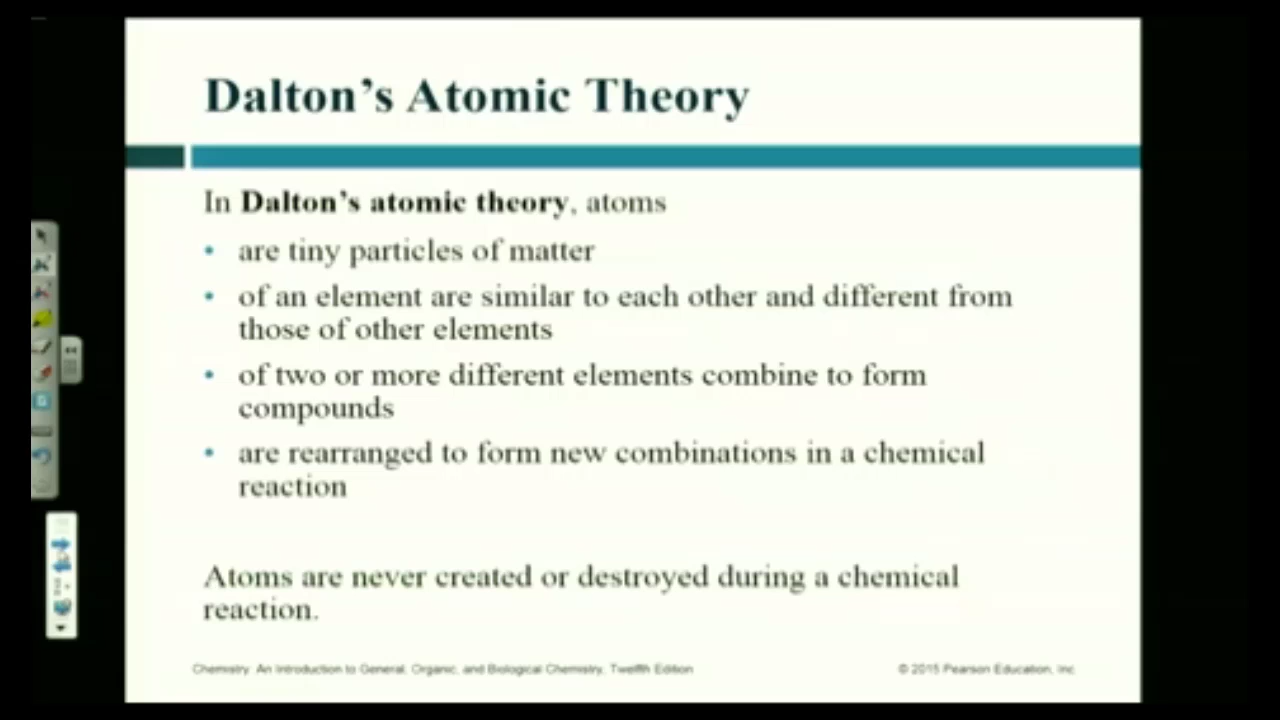 Dalton's Atomic Theory
In Dalton's atomic theory, atoms
• are tiny particles of matter
• of an element are similar to each other and different from
those of other elements
• of two or more different elements combine to form
compounds
• are rearranged to form new combinations in a chemical
reaction
Atoms are never created or destroyed during a chemical
reaction.
Chemistry: An Introduction to General, Organic, and Biological Chemistry, Twelfth Edition
© 2015 Pearson Education, Inc.